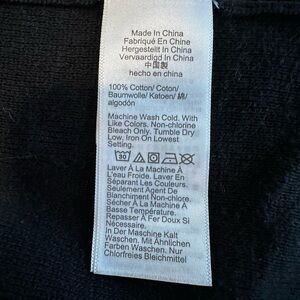 Made In China
Fabriqué En Chine
Hergestellt In China
Vervaardigd In China
中国製
hecho en china
100% Cotton/ Coton/
Baumwolle/ Katoen/ 綿/
algodón
Machine Wash Cold. With
Like Colors. Non-chlorine
Bleach Only. Tumble Dry
Low. Iron On Lowest
Setting.
30
Laver À La Machine À
L'eau Froide. Laver En
Séparant Les Couleurs.
Seulement Agent De
Blanchiment Non-Chloré.
Sécher À La Machine À
Basse Température.
Repasser À Fer Doux Si
Nécessaire.
In Der Maschine Kalt
Waschen. Mit Ähnlichen
Farben Waschen. Nur
Chlorfreies Bleichmittel